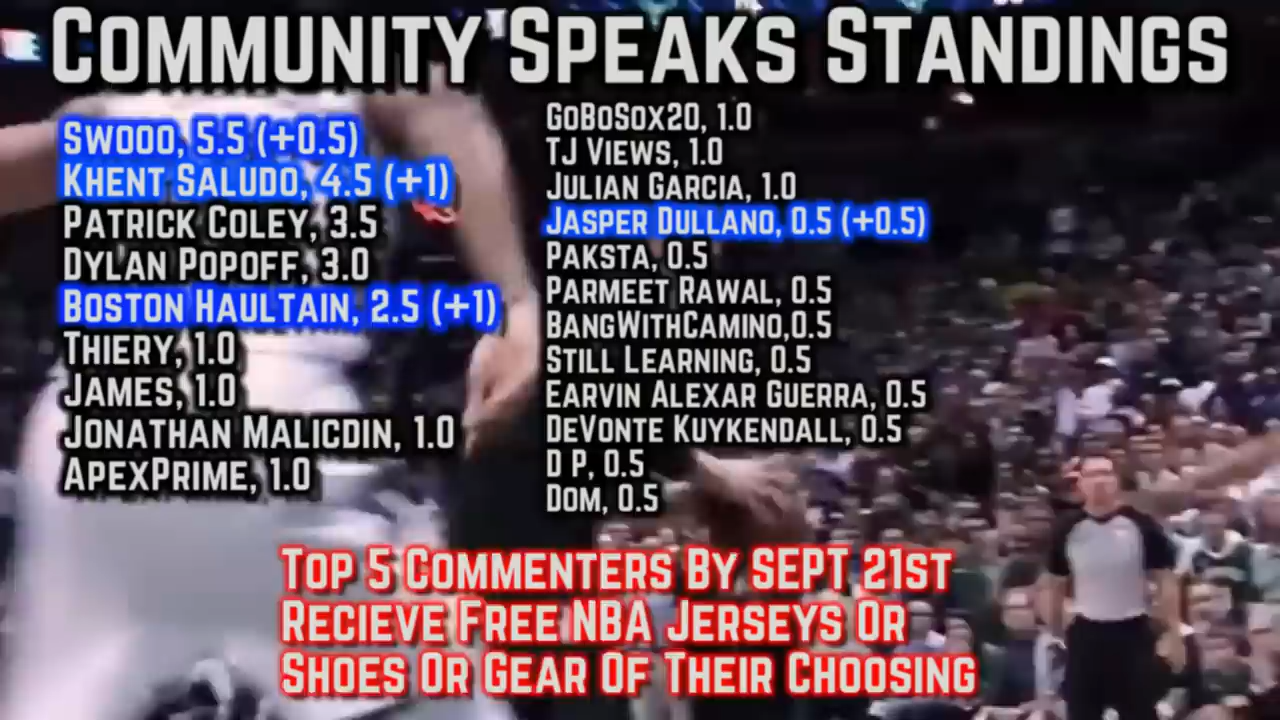 Community Speaks Standings
Swooo, 5.5 (+0.5)
Khent Saludo, 4.5 (+1)
Patrick Coley, 3.5
Dylan Popoff, 3.0
Boston Haultain, 2.5 (+1)
Thiery, 1.0
James, 1.0
Jonathan Malicdin, 1.0
ApexPrime, 1.0
GoBoSox20, 1.0
TJ Views, 1.0
Julian Garcia, 1.0
Jasper Dullano, 0.5 (+0.5)
Paksta, 0.5
Parmeet Rawal, 0.5
BangWithCamino,0.5
Still Learning, 0.5
Earvin Alexar Guerra, 0.5
DeVonte Kuykendall, 0.5
D P, 0.5
Dom, 0.5
Top 5 Commenters By SEPT 21st
Recieve Free NBA Jerseys Or
Shoes Or Gear Of Their Choosing